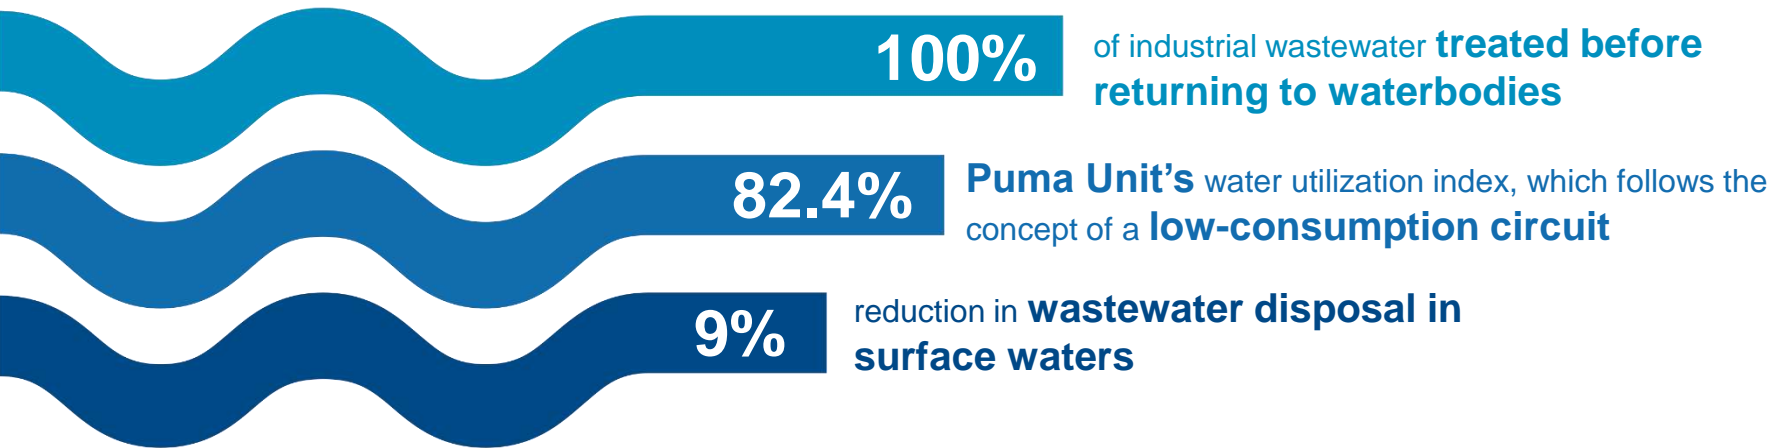 100%
of industrial wastewater treated before
returning to waterbodies
82.4%
Puma Unit’s water utilization index, which follows the
concept of a low-consumption circuit
9%
reduction in wastewater disposal in
surface waters